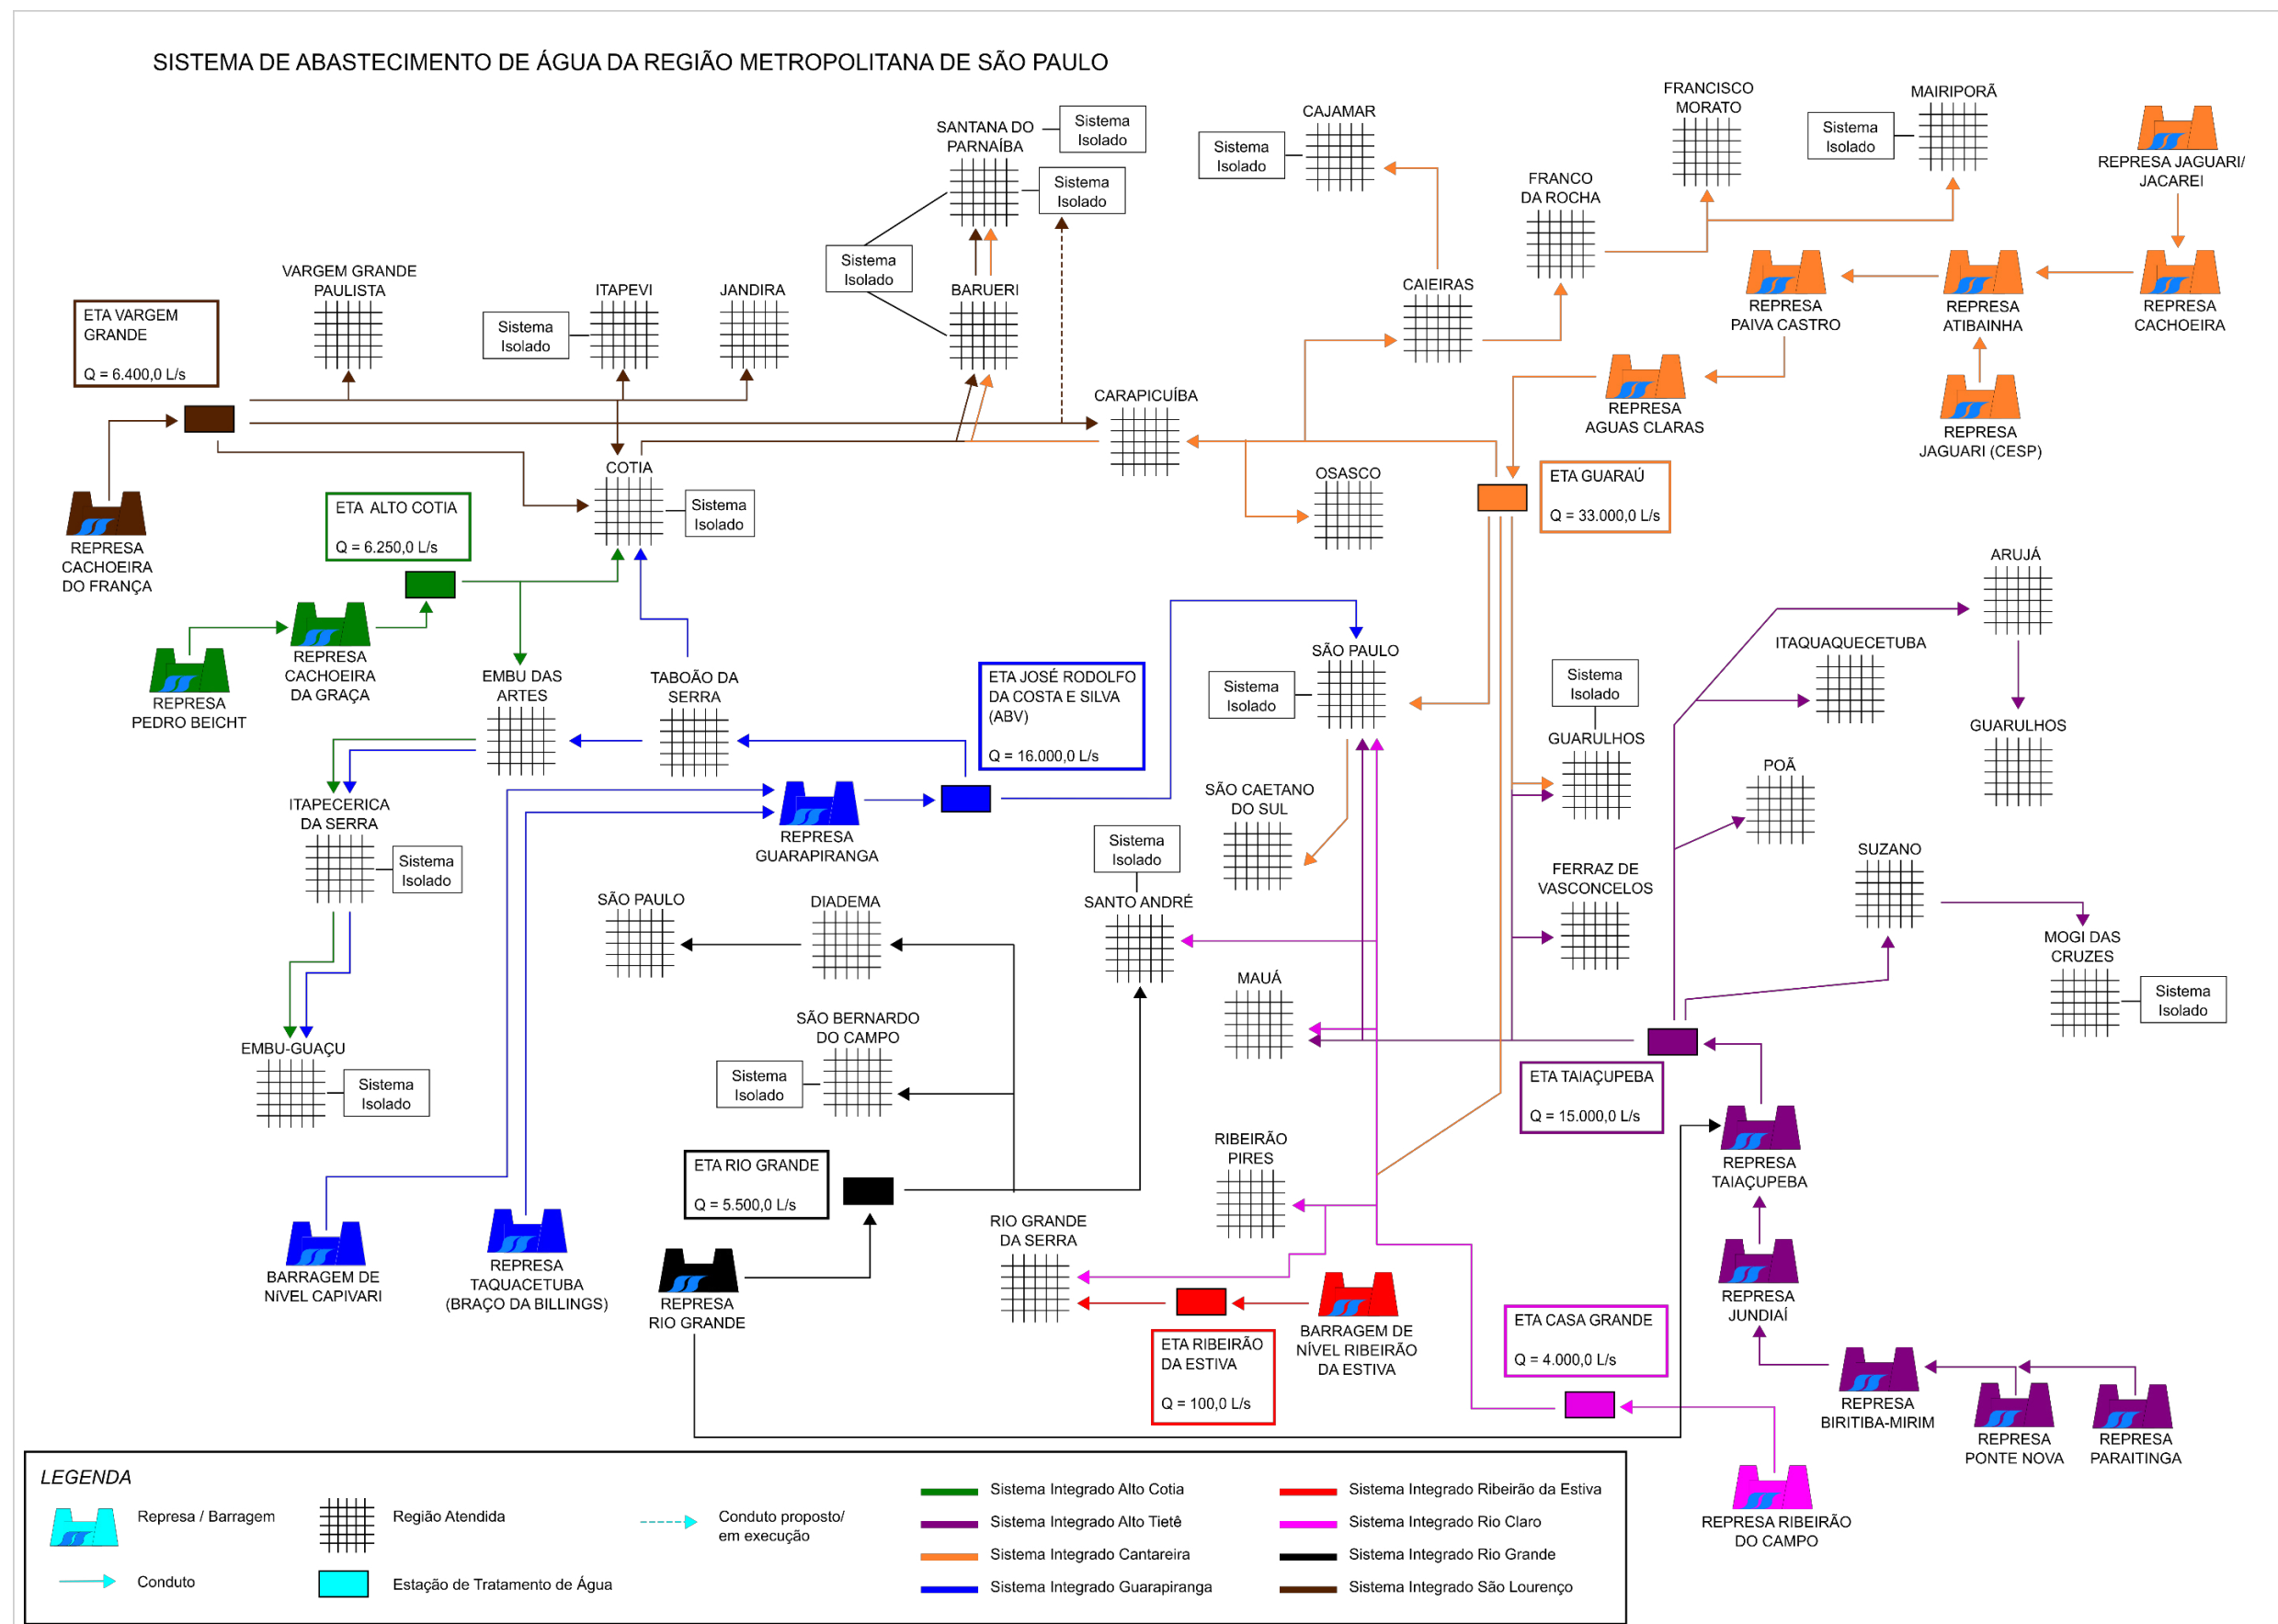 SISTEMA DE ABASTECIMENTO DE ÁGUA DA REGIÃO METROPOLITANA DE SÃO PAULO
SANTANA DO
PARNAÍBA
Sistema
Isolado
Sistema
Isolado
Sistema
Isolado
BARUERI
CAJAMAR
Sistema
Isolado
FRANCISCO
MORATO
MAIRIPORÃ
Sistema
Isolado
REPRESA JAGUARI/
JACAREI
FRANCO
DA ROCHA
CAIEIRAS
REPRESA
PAIVA CASTRO
REPRESA
ATIBAINHA
REPRESA
CACHOEIRA
REPRESA
AGUAS CLARAS
REPRESA
JAGUARI (CESP)
ETA VARGEM
GRANDE
Q = 6.400,0 L/s
VARGEM GRANDE
PAULISTA
ITAPEVI
Sistema
Isolado
JANDIRA
CARAPICUÍBA
COTIA
Sistema
Isolado
OSASCO
ETA GUARAÚ
Q = 33.000,0 L/s
REPRESA
CACHOEIRA
DO FRANÇA
ETA ALTO COTIA
Q = 6.250,0 L/s
REPRESA
CACHOEIRA
DA GRAÇA
REPRESA
PEDRO BEICHT
EMBU DAS
ARTES
TABOÃO DA
SERRA
ETA JOSÉ RODOLFO
DA COSTA E SILVA
(ABV)
Q = 16.000,0 L/s
SÃO PAULO
Sistema
Isolado
Sistema
Isolado
GUARULHOS
ARUJÁ
ITAQUAQUECETUBA
GUARULHOS
POÃ
ITAPECERICA
DA SERRA
Sistema
Isolado
REPRESA
GUARAPIRANGA
SÃO CAETANO
DO SUL
Sistema
Isolado
SANTO ANDRÉ
FERRAZ DE
VASCONCELOS
SUZANO
MOGI DAS
CRUZES
Sistema
Isolado
SÃO PAULO
DIADEMA
MAUÁ
SÃO BERNARDO
DO CAMPO
Sistema
Isolado
EMBU-GUAÇU
Sistema
Isolado
ETA TAIAÇUPEBA
Q = 15.000,0 L/s
REPRESA
TAIAÇUPEBA
ETA RIO GRANDE
Q = 5.500,0 L/s
RIBEIRÃO
PIRES
RIO GRANDE
DA SERRA
BARRAGEM DE
NíVEL CAPIVARI
REPRESA
TAQUACETUBA
(BRAÇO DA BILLINGS)
REPRESA
RIO GRANDE
ETA RIBEIRÃO
DA ESTIVA
Q = 100,0 L/s
BARRAGEM DE
NÍVEL RIBEIRÃO
DA ESTIVA
ETA CASA GRANDE
Q = 4.000,0 L/s
REPRESA
JUNDIAÍ
REPRESA
BIRITIBA-MIRIM
REPRESA
PONTE NOVA
REPRESA
PARAITINGA
REPRESA RIBEIRÃO
DO CAMPO
LEGENDA
Represa / Barragem
Conduto
Região Atendida
Estação de Tratamento de Água
Conduto proposto/
em execução
Sistema Integrado Alto Cotia
Sistema Integrado Alto Tietê
Sistema Integrado Cantareira
Sistema Integrado Guarapiranga
Sistema Integrado Ribeirão da Estiva
Sistema Integrado Rio Claro
Sistema Integrado Rio Grande
Sistema Integrado São Lourenço